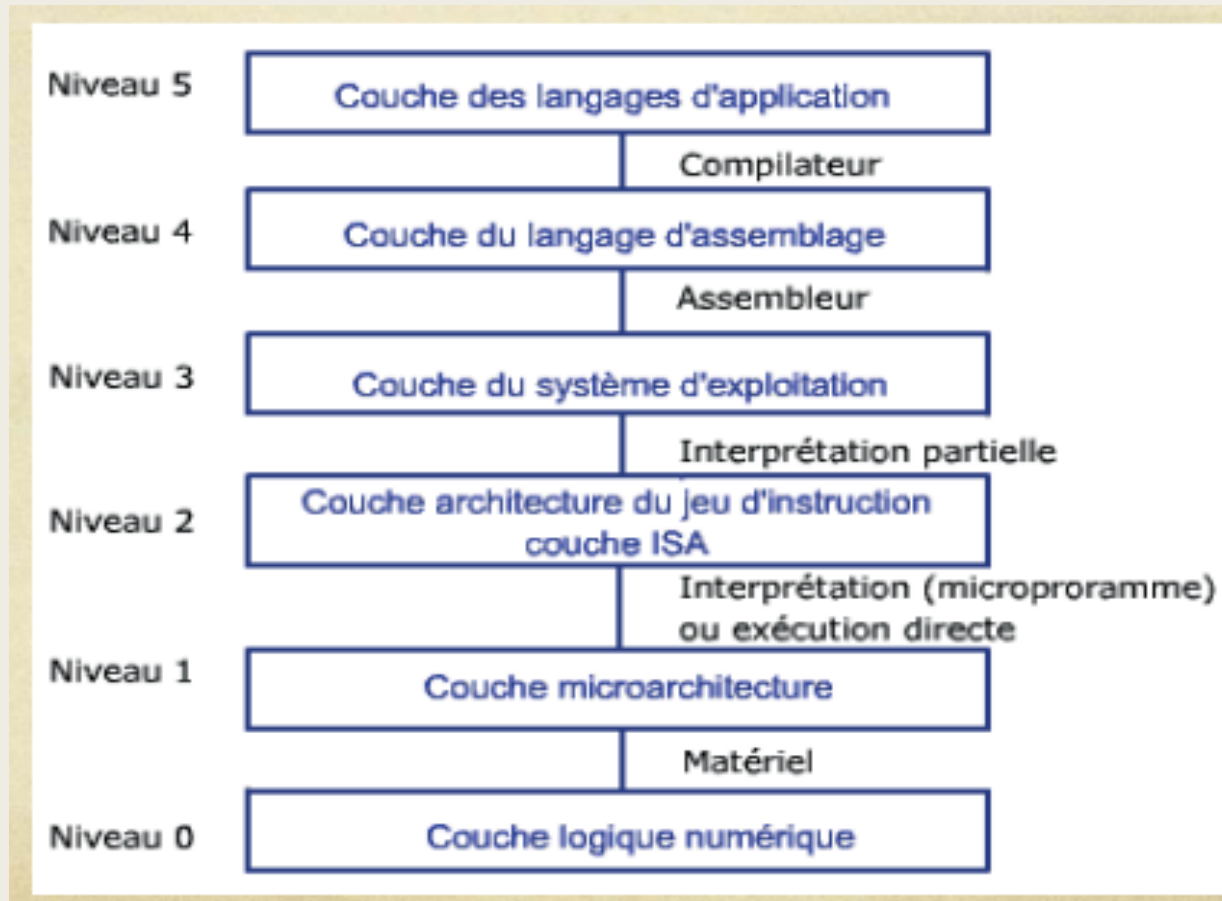 Niveau 5
Couche des langages d'application
Compilateur
Niveau 4
Couche du langage d'assemblage
Assembleur
Niveau 3
Couche du système d'exploitation
Interprétation partielle
Niveau 2
Couche architecture du jeu d'instruction
couche ISA
Interprétation (microproramme)
ou exécution directe
Niveau 1
Couche microarchitecture
Matériel
Niveau 0
Couche logique numérique